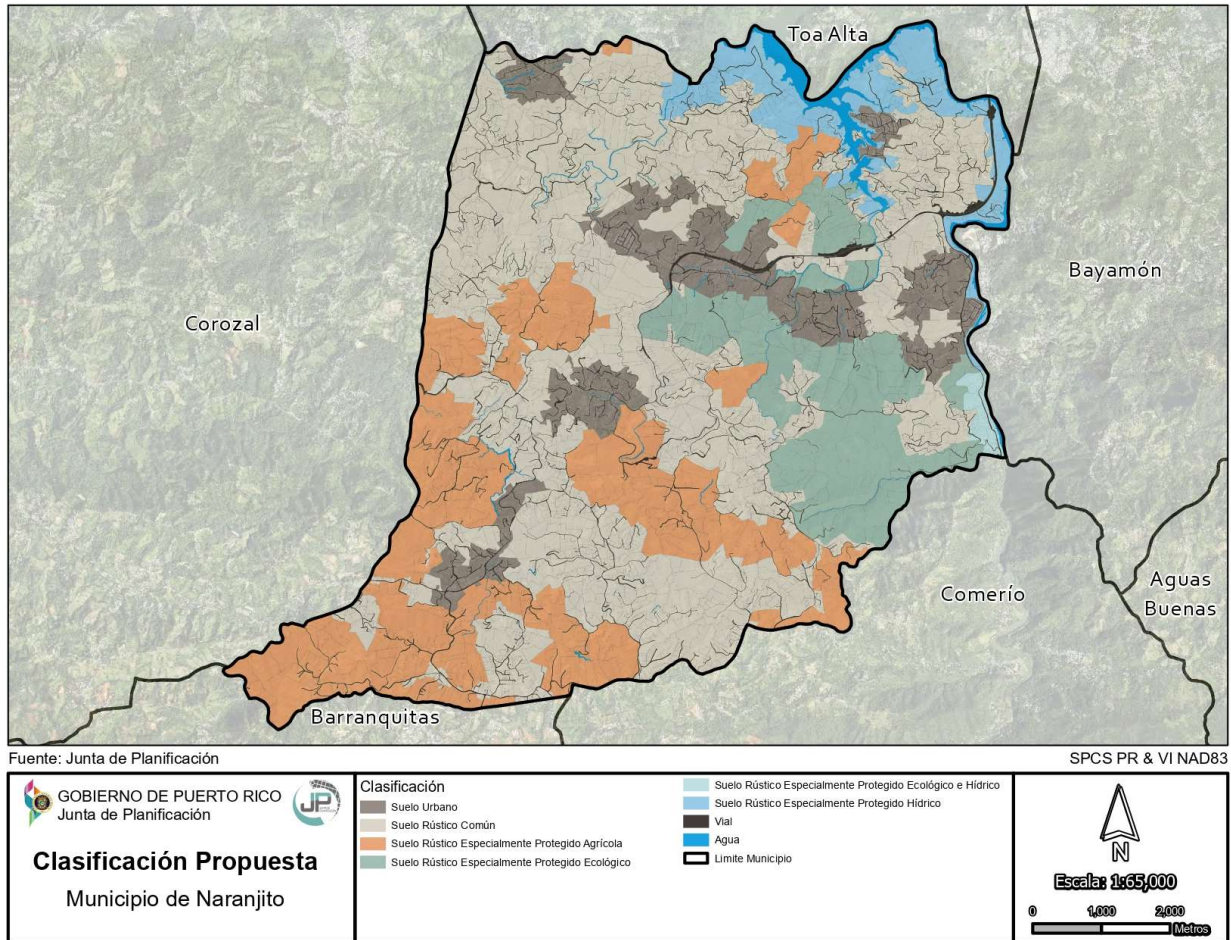 Toa Alta
Bayamón
Corozal
Comerío
Aguas
Buenas
Barranquitas
Fuente: Junta de Planificación
SPCS PR & VI NAD83
GOBIERNO DE PUERTO RICO
Junta de Planificación
JP
Clasificación Propuesta
Municipio de Naranjito
Clasificación
Suelo Urbano
Suelo Rústico Común
Suelo Rústico Especialmente Protegido Agrícola
Suelo Rústico Especialmente Protegido Ecológico
Suelo Rústico Especialmente Protegido Ecológico e Hídrico
Suelo Rústico Especialmente Protegido Hídrico
Vial
Agua
Limite Municipio
N
Escala: 1:65,000
0 1,000 2,000
Metros